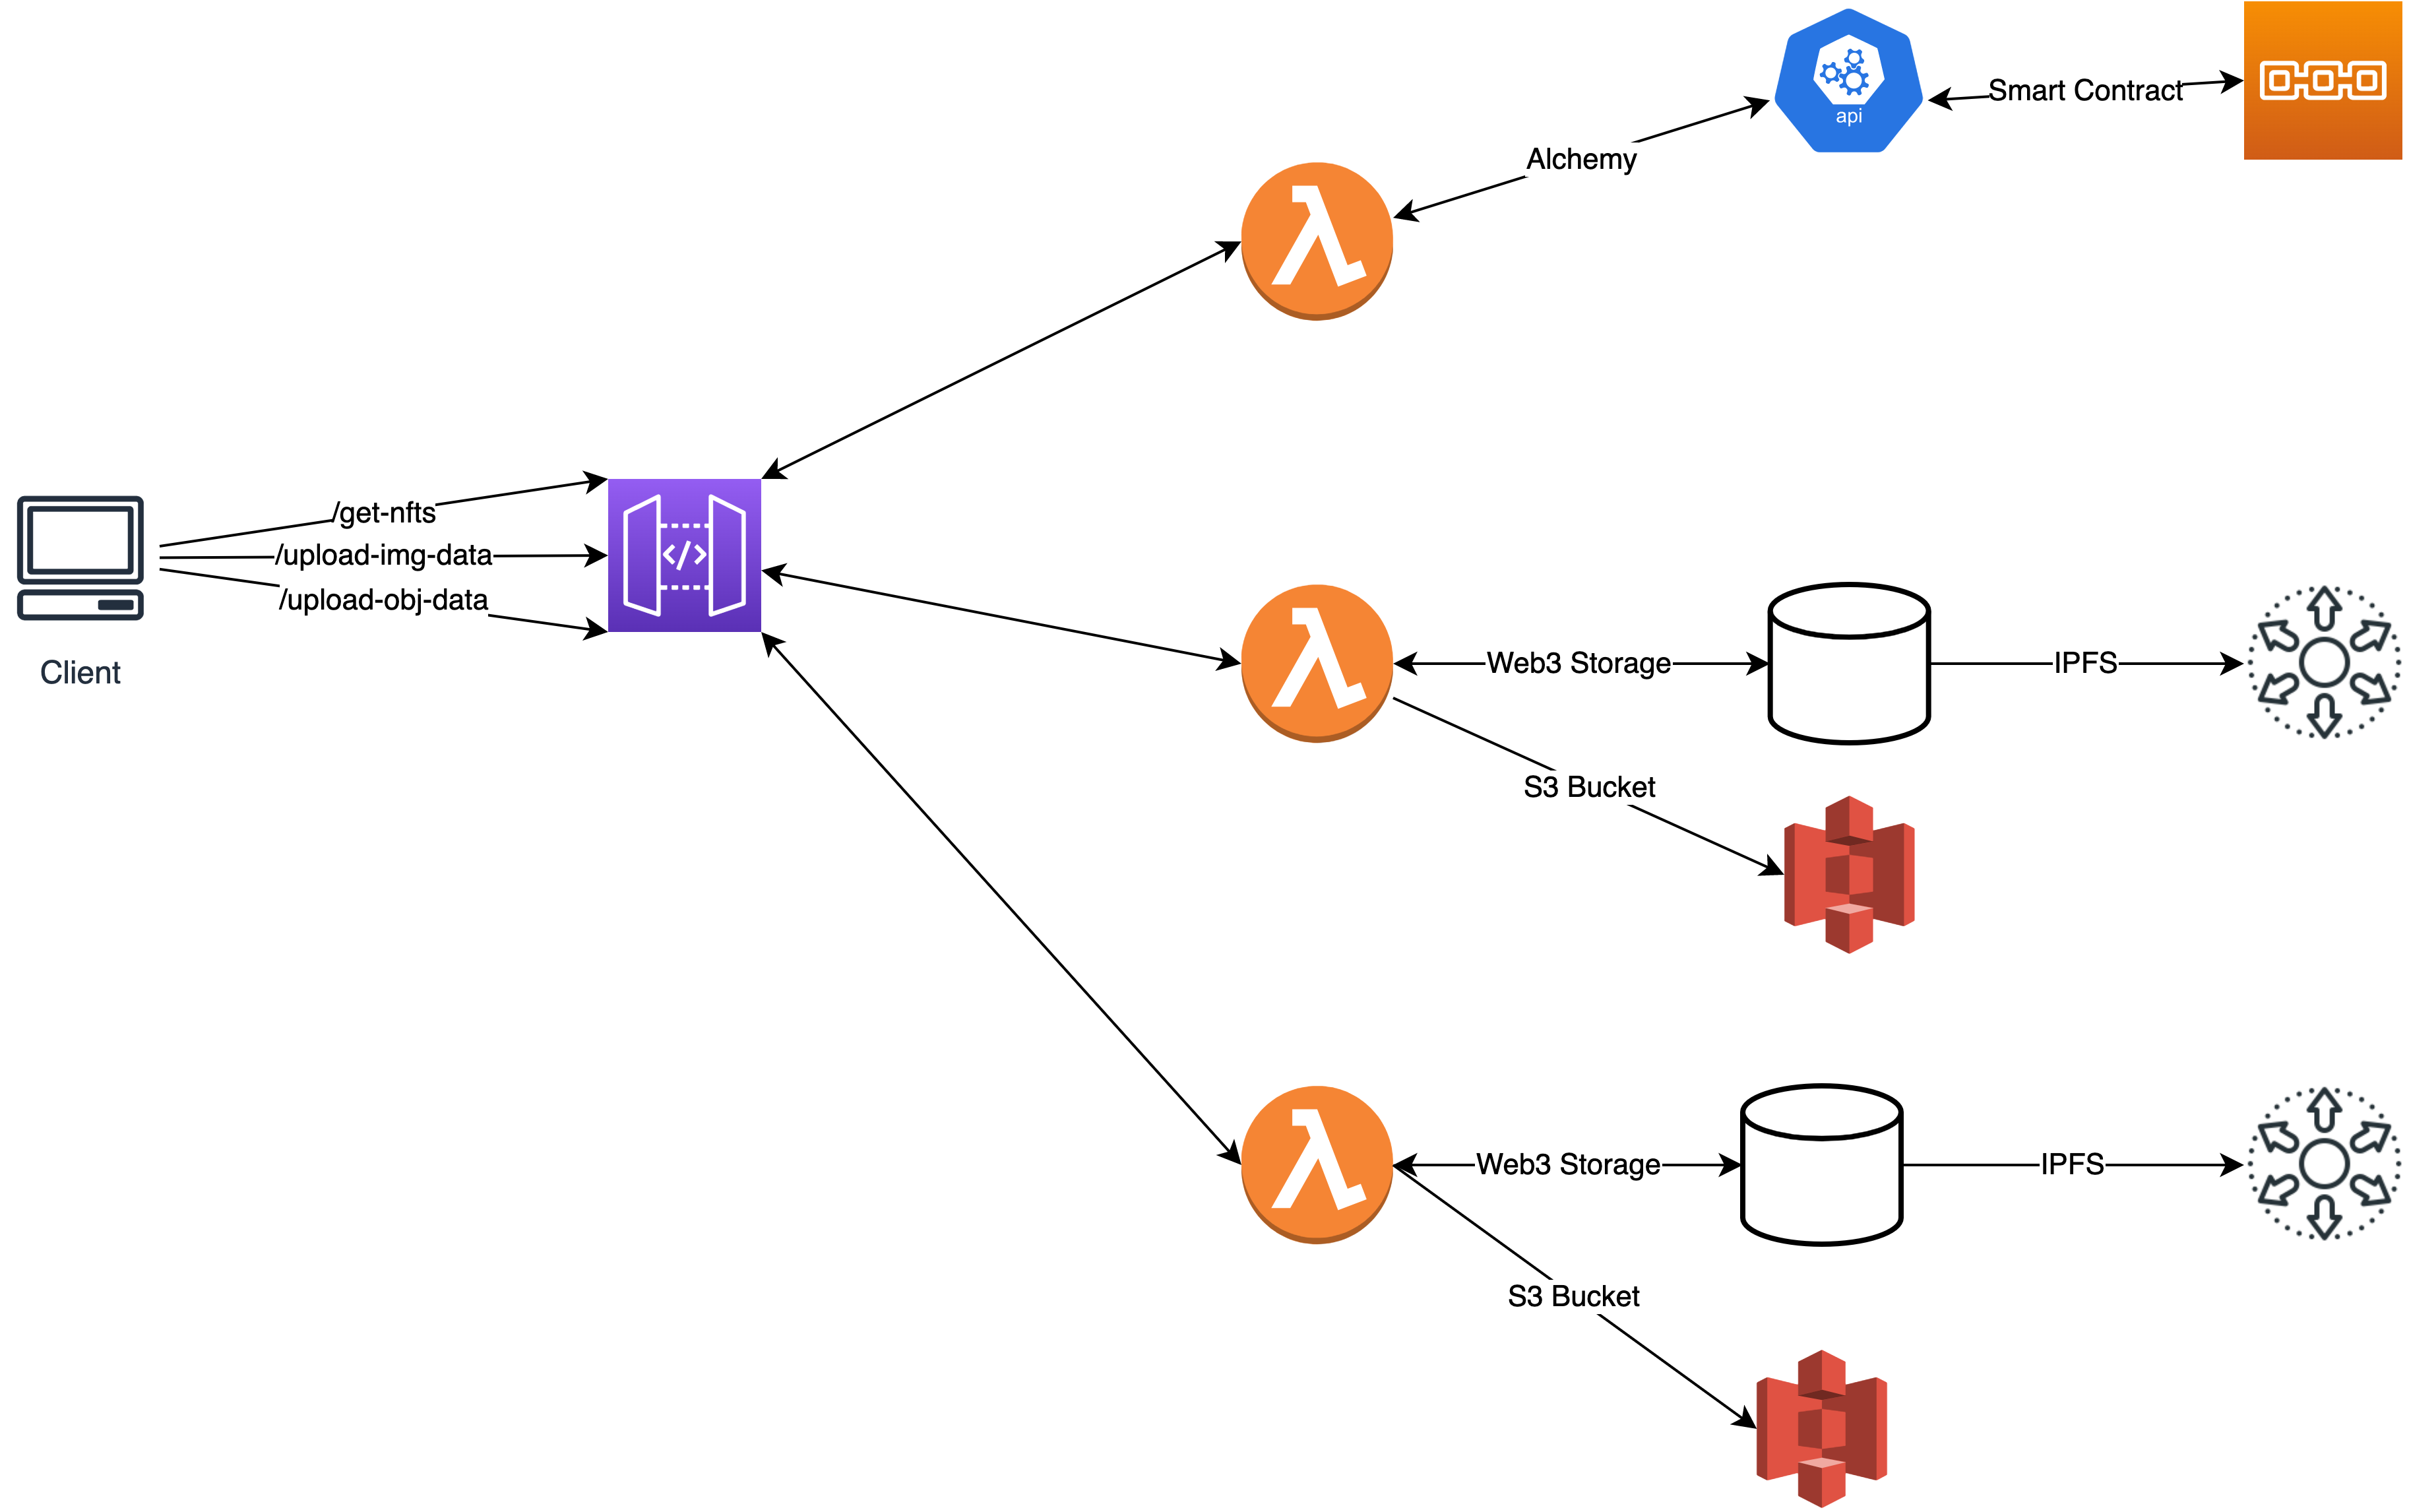 api
Smart Contract
Alchemy
/get-nfts
/upload-img-data
</>
/upload-obj-data
Client
Web3 Storage
IPFS
S3 Bucket
Web3 Storage
IPFS
S3 Bucket